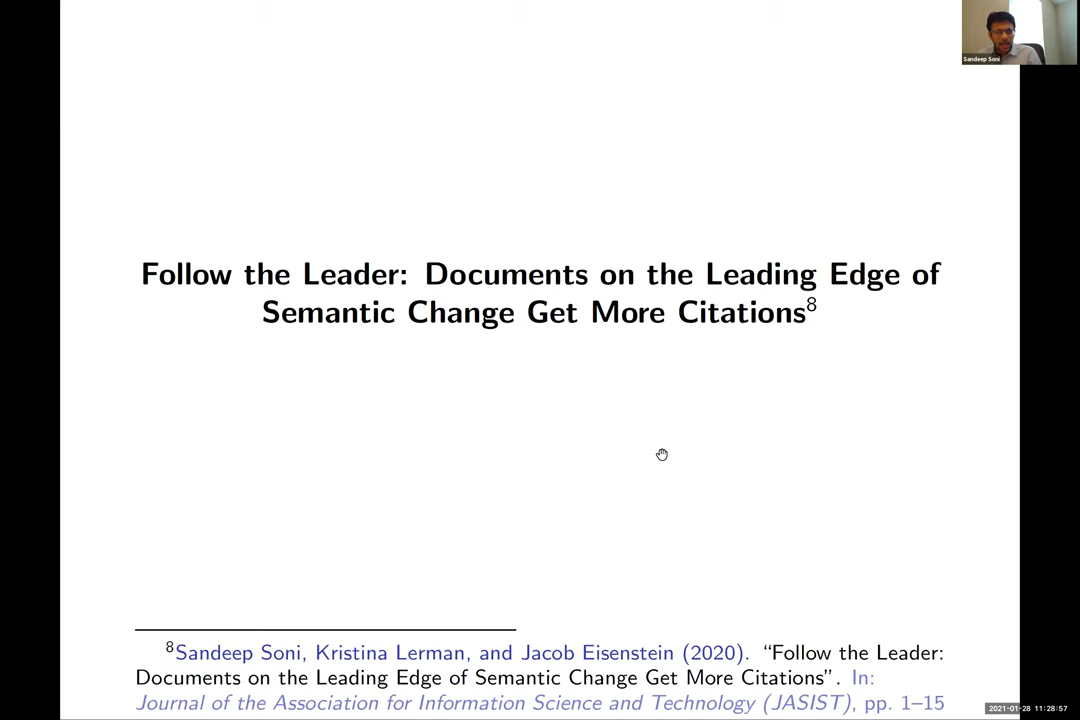 Sandeep Soni
Follow the Leader: Documents on the Leading Edge of
Semantic Change Get More Citations⁸
⁸Sandeep Soni, Kristina Lerman, and Jacob Eisenstein (2020). “Follow the Leader:
Documents on the Leading Edge of Semantic Change Get More Citations”. In:
Journal of the Association for Information Science and Technology (JASIST), pp. 1–15
2021-01-28 11:28:57